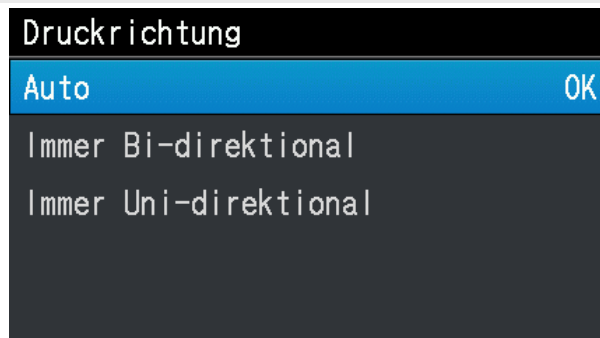 Druckrichtung
Auto OK
Immer Bi-direktional
Immer Uni-direktional